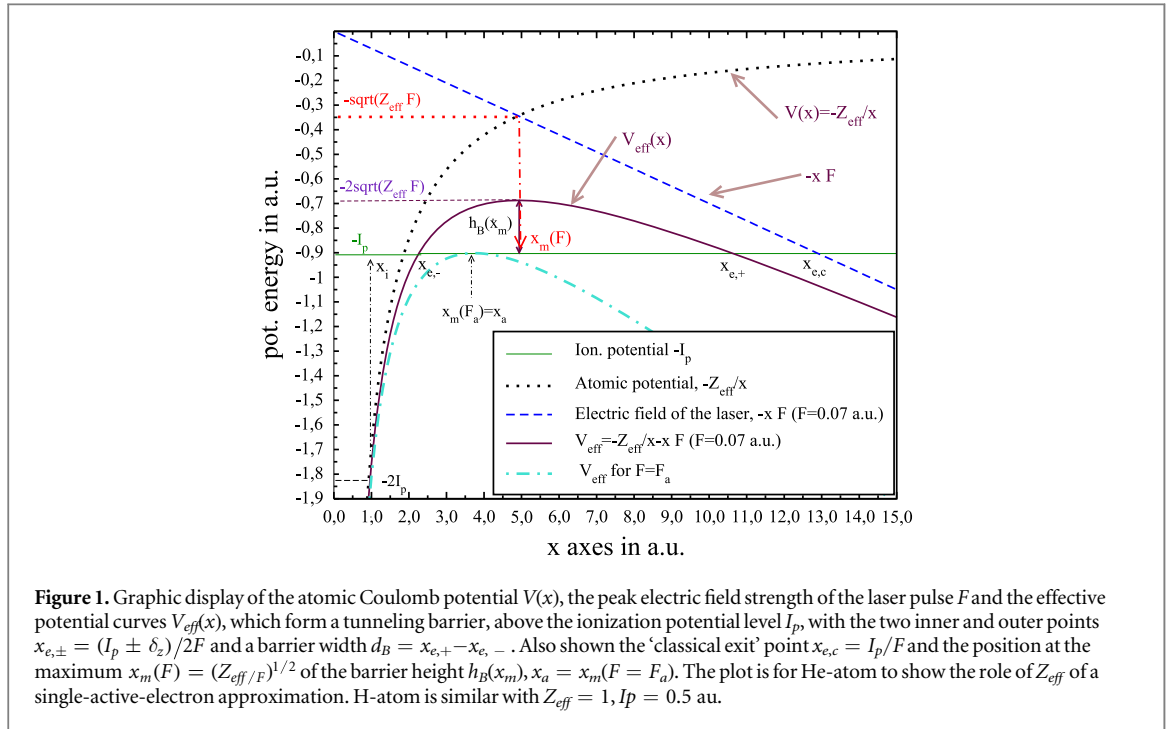 -0,1
-0,2
-0,3
-0,4
-0,5
-0,6
-0,7
-0,8
-0,9
-1
-1,1
-1,2
-1,3
-1,4
-1,5
-1,6
-1,7
-1,8
-1,9
pot. energy in a.u.
-sqrt(Z_eff F)
-2sqrt(Z_eff F)
-I_p
x_i
x_e,-
h_B(x_m)
x_m(F)
x_m(F_a)=x_a
V_eff(x)
V(x)=-Z_eff/x
-x F
x_e,+
x_e,c
-2I_p
Ion. potential -I_p
Atomic potential, -Z_eff/x
Electric field of the laser, -x F (F=0.07 a.u.)
V_eff=-Z_eff/x-x F (F=0.07 a.u.)
V_eff for F=F_a
0,0 1,0 2,0 3,0 4,0 5,0 6,0 7,0 8,0 9,0 10,0 11,0 12,0 13,0 14,0 15,0
x axes in a.u.
Figure 1. Graphic display of the atomic Coulomb potential V(x), the peak electric field strength of the laser pulse F and the effective
potential curves V_eff(x), which form a tunneling barrier, above the ionization potential level I_p, with the two inner and outer points
x_e,± = (I_p ± δ_z)/2F and a barrier width d_B = x_e,+−x_e, −. Also shown the ‘classical exit’ point x_e,c = I_p/F and the position at the
maximum x_m(F) = (Z_eff/F)^1/2 of the barrier height h_B(x_m), x_a = x_m(F = F_a). The plot is for He-atom to show the role of Z_eff of a
single-active-electron approximation. H-atom is similar with Z_eff = 1, Ip = 0.5 au.